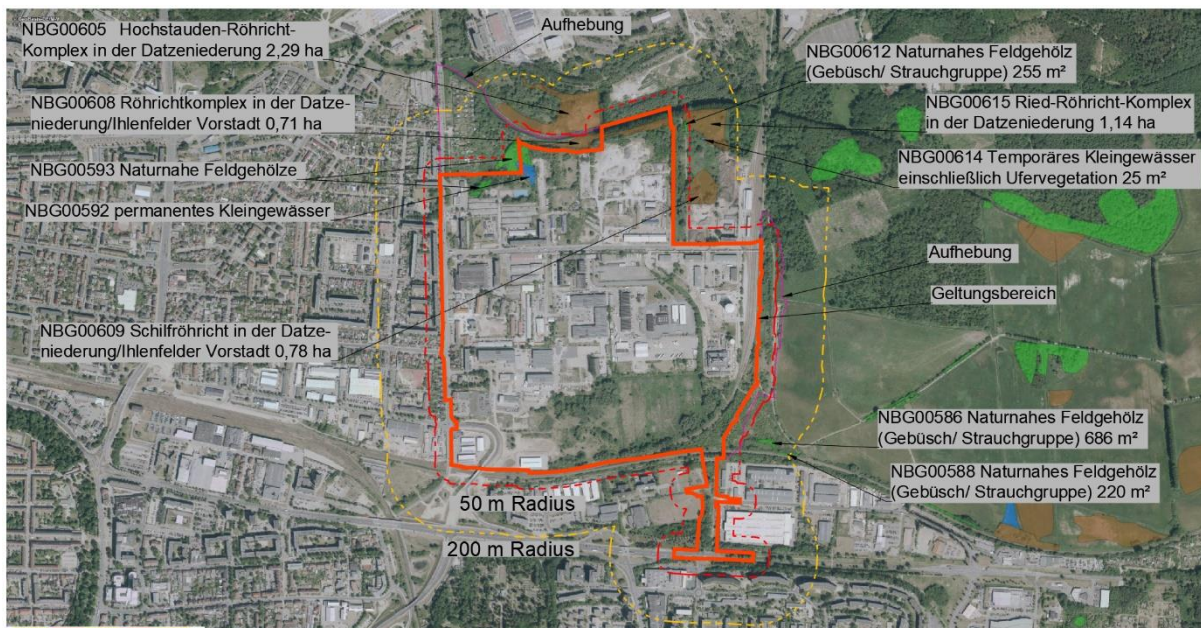 Aufhebung
NBG00605 Hochstauden-Röhricht-
Komplex in der Datzeniederung 2,29 ha
NBG00608 Röhrichtkomplex in der Datze-
niederung/Ihlenfelder Vorstadt 0,71 ha
NBG00593 Naturnahe Feldgehölze
NBG00592 permanentes Kleingewässer
NBG00609 Schilfröhricht in der Datze-
niederung/Ihlenfelder Vorstadt 0,78 ha
NBG00612 Naturnahes Feldgehölz
(Gebüsch/ Strauchgruppe) 255 m²
NBG00615 Ried-Röhricht-Komplex
in der Datzeniederung 1,14 ha
NBG00614 Temporäres Kleingewässer
einschließlich Ufervegetation 25 m²
Aufhebung
Geltungsbereich
NBG00586 Naturnahes Feldgehölz
(Gebüsch/ Strauchgruppe) 686 m²
NBG00588 Naturnahes Feldgehölz
(Gebüsch/ Strauchgruppe) 220 m²
50 m Radius
200 m Radius